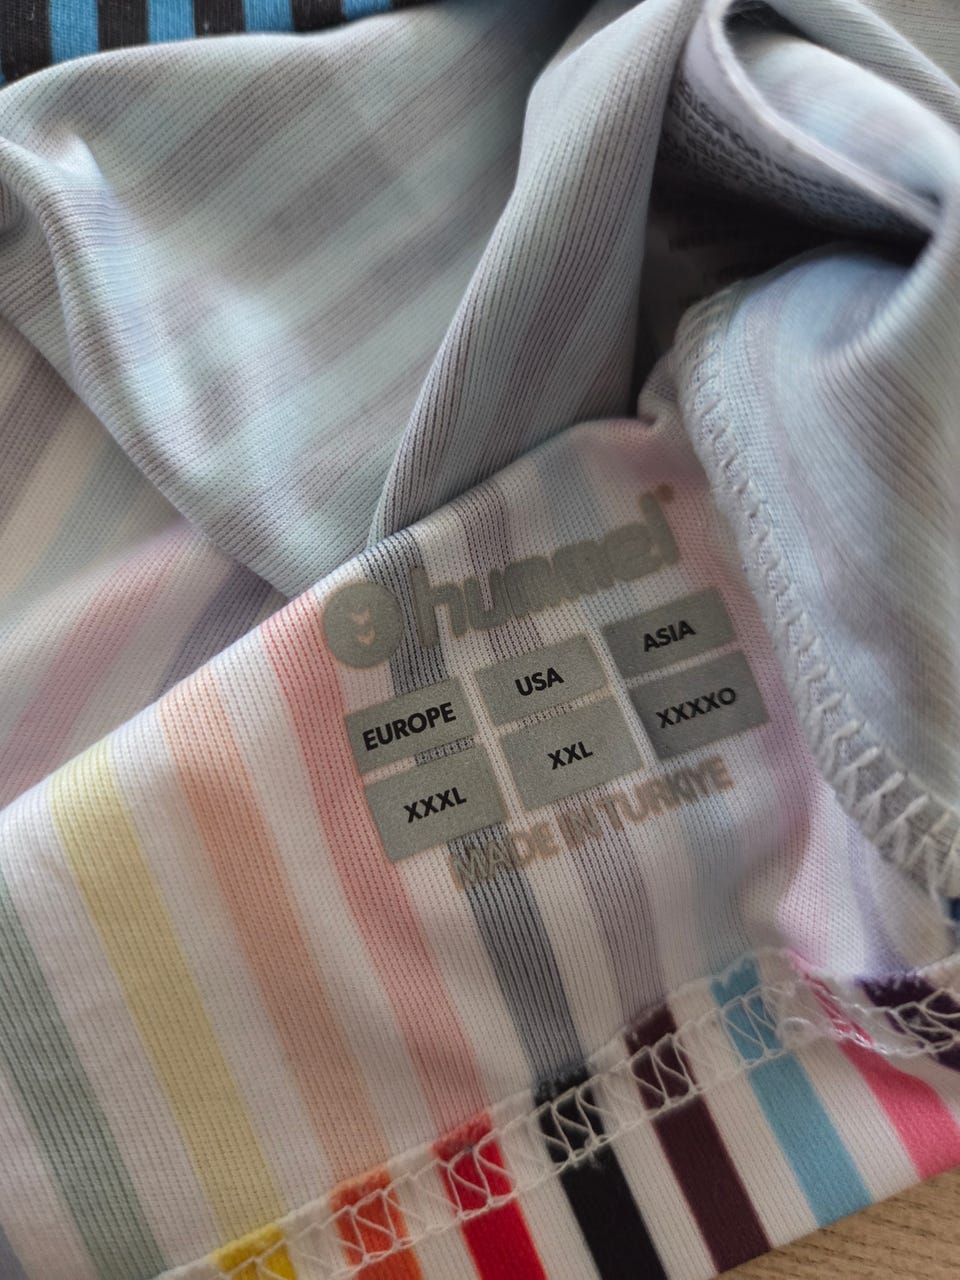 hummel
EUROPE USA ASIA
XXXL XXL XXXXO
MADE IN TURKIYE